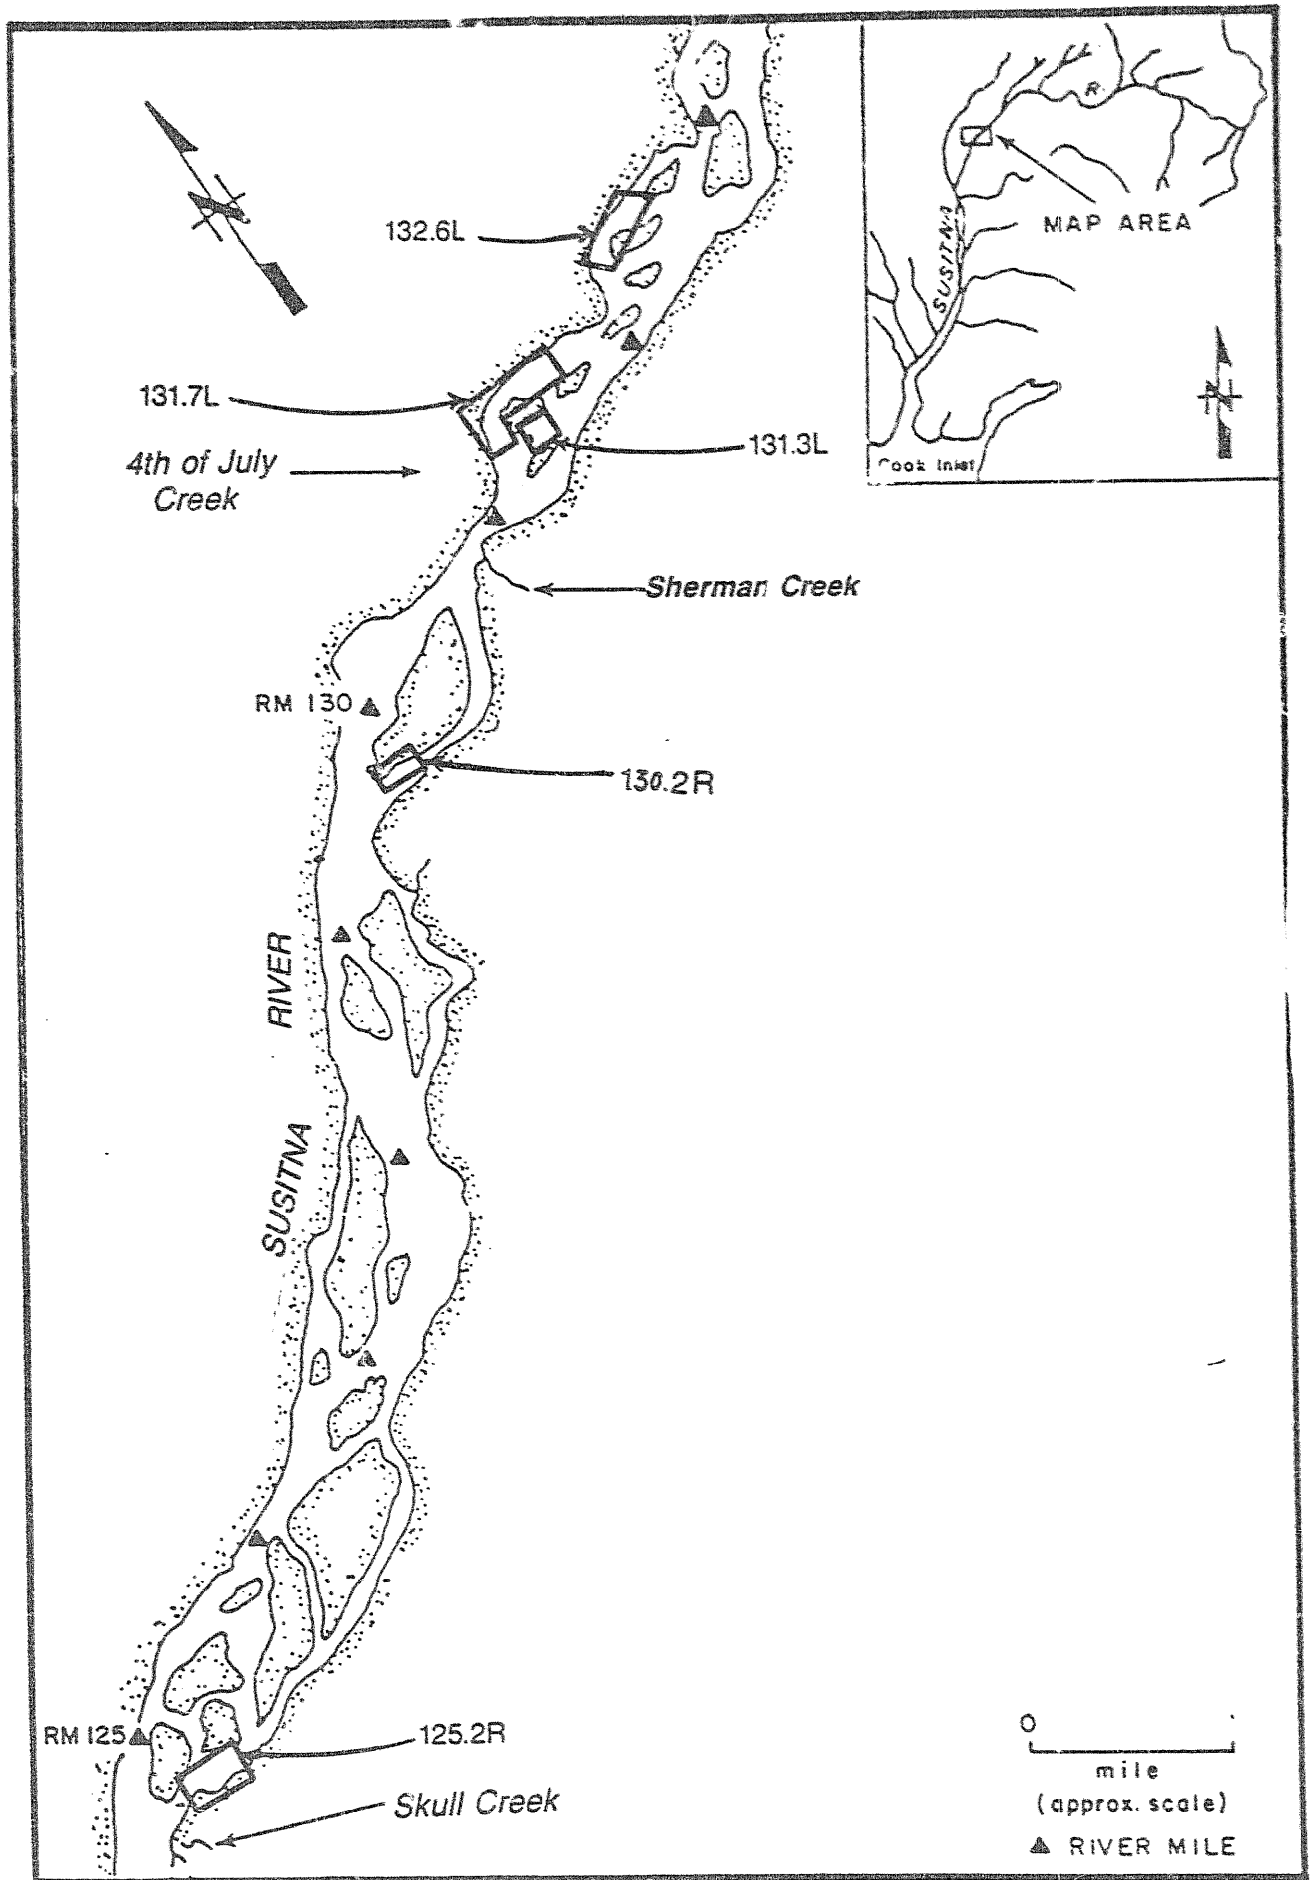 R.
MAP AREA
SUSITNA
Cook Inlet
132.6L
131.7L
131.3L
4th of July
Creek
Sherman Creek
RM 130
130.2R
RIVER
SUSITNA
RM 125
125.2R
Skull Creek
0
mile
(approx. scale)
▲ RIVER MILE